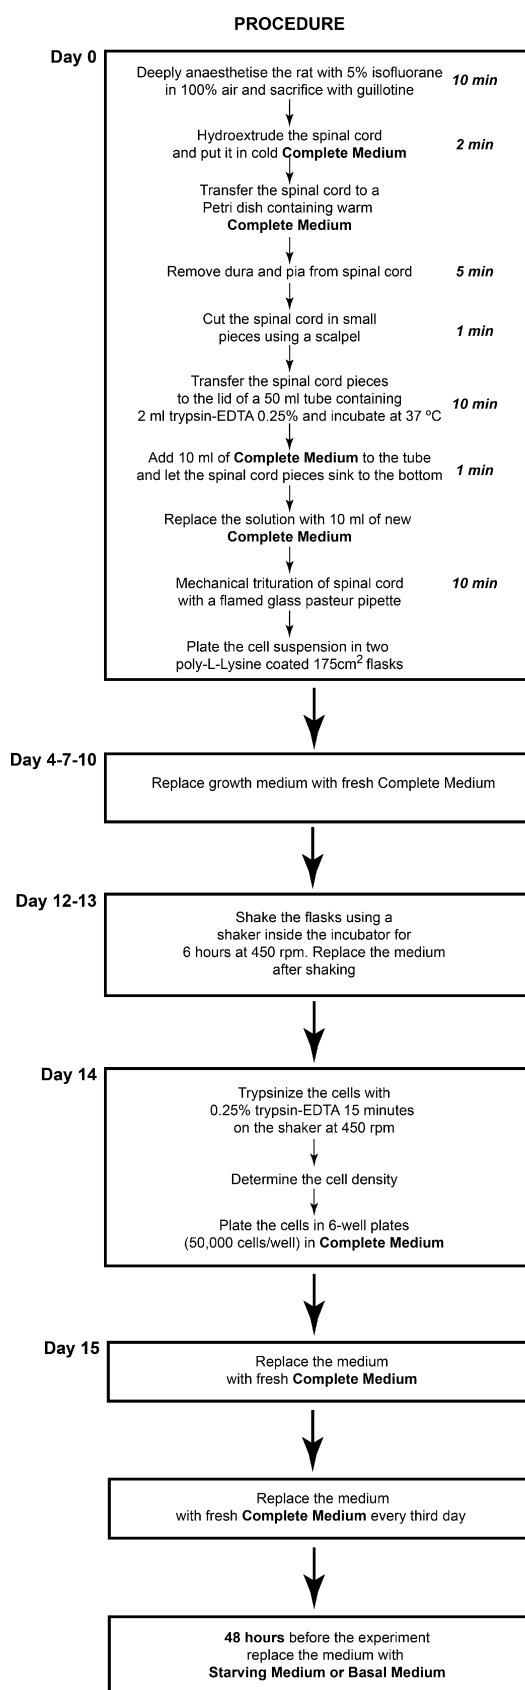 PROCEDURE
Day 0
Deeply anaesthetise the rat with 5% isofluorane
in 100% air and sacrifice with guillotine
10 min
Hydroextrude the spinal cord
and put it in cold Complete Medium
2 min
Transfer the spinal cord to a
Petri dish containing warm
Complete Medium
Remove dura and pia from spinal cord
5 min
Cut the spinal cord in small
pieces using a scalpel
1 min
Transfer the spinal cord pieces
to the lid of a 50 ml tube containing
2 ml trypsin-EDTA 0.25% and incubate at 37 ºC
10 min
Add 10 ml of Complete Medium to the tube
and let the spinal cord pieces sink to the bottom
1 min
Replace the solution with 10 ml of new
Complete Medium
Mechanical trituration of spinal cord
with a flamed glass pasteur pipette
10 min
Plate the cell suspension in two
poly-L-Lysine coated 175cm2 flasks
Day 4-7-10
Replace growth medium with fresh Complete Medium
Day 12-13
Shake the flasks using a
shaker inside the incubator for
6 hours at 450 rpm. Replace the medium
after shaking
Day 14
Trypsinize the cells with
0.25% trypsin-EDTA 15 minutes
on the shaker at 450 rpm
Determine the cell density
Plate the cells in 6-well plates
(50,000 cells/well) in Complete Medium
Day 15
Replace the medium
with fresh Complete Medium
Replace the medium
with fresh Complete Medium every third day
48 hours before the experiment
replace the medium with
Starving Medium or Basal Medium